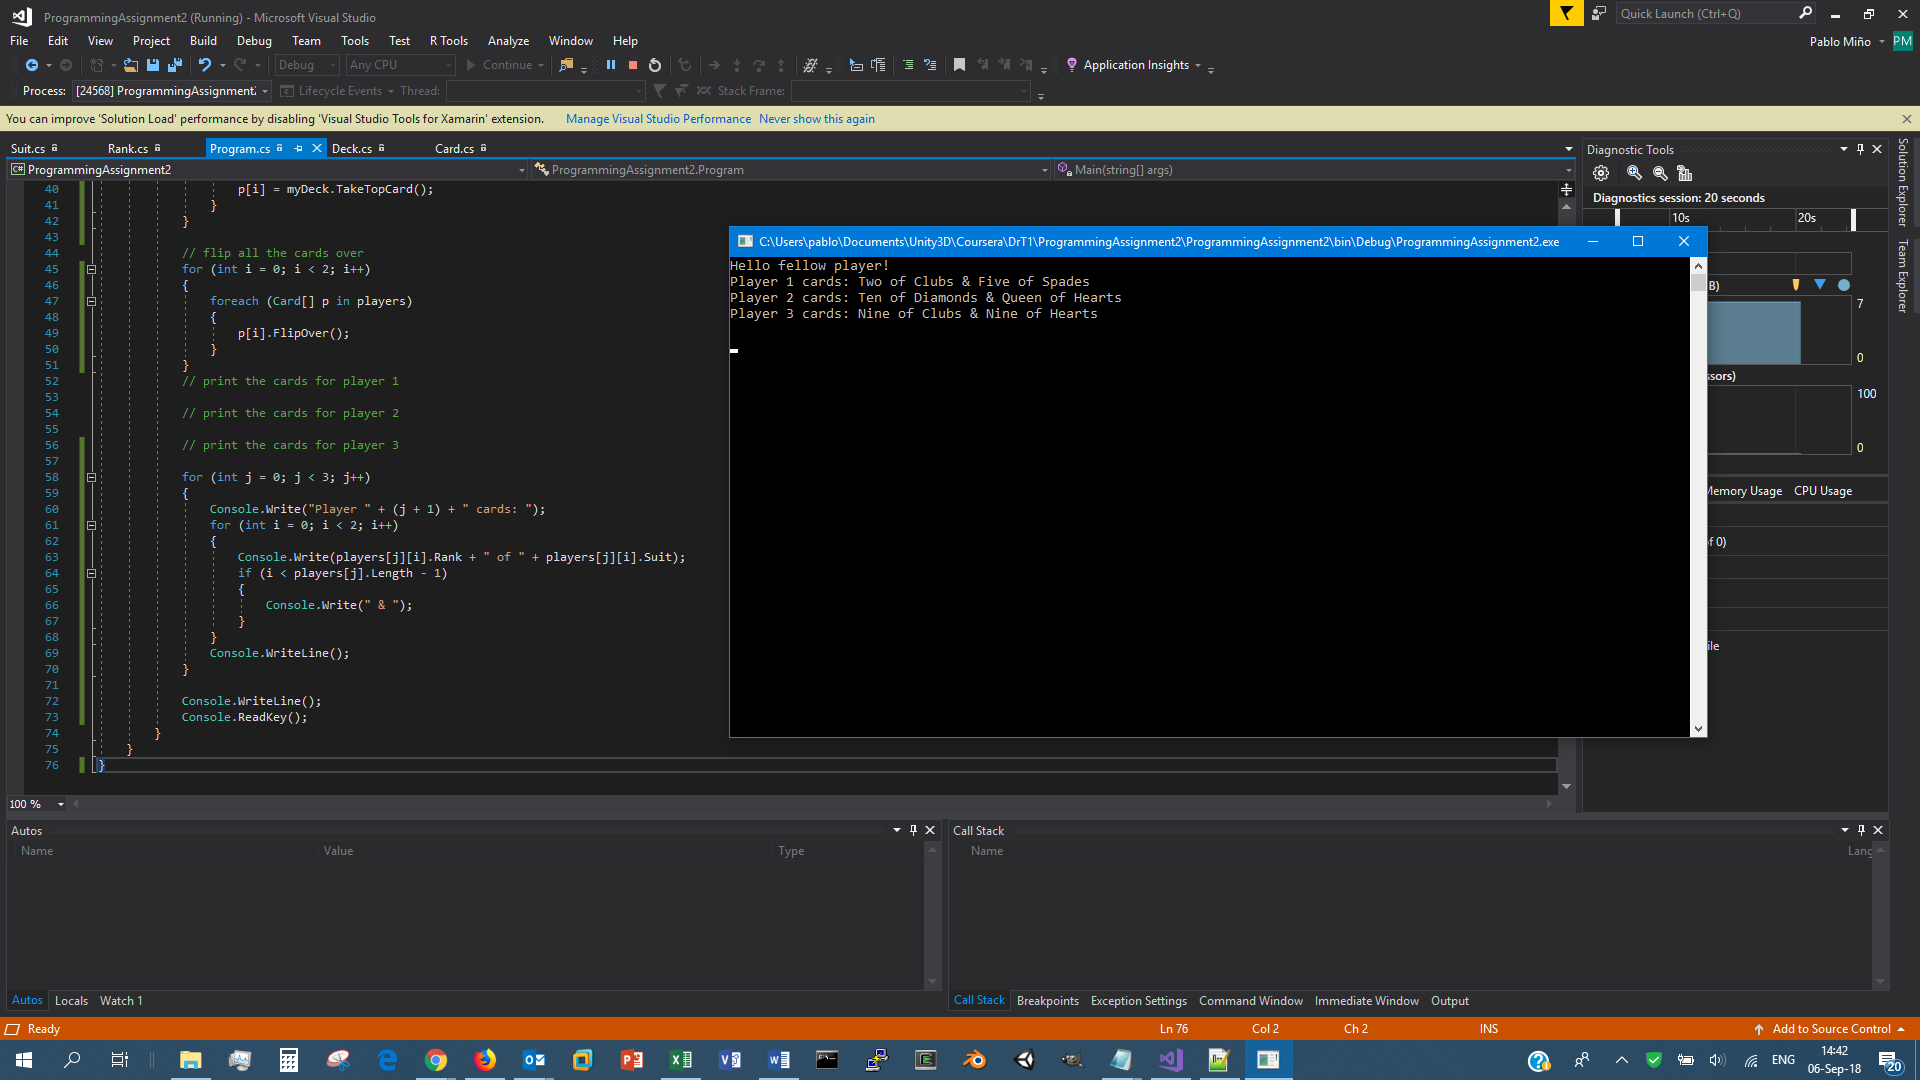 ProgrammingAssignment2 (Running) - Microsoft Visual Studio
Quick Launch (Ctrl+Q)
File Edit View Project Build Debug Team Tools Test R Tools Analyze Window Help
Pablo Miño PM
Debug Any CPU Continue Application Insights
Process: [24568] ProgrammingAssignment Lifecycle Events Thread: Stack Frame:
You can improve 'Solution Load' performance by disabling 'Visual Studio Tools for Xamarin' extension. Manage Visual Studio Performance Never show this again
Suit.cs Rank.cs Program.cs Deck.cs Card.cs
ProgrammingAssignment2 ProgrammingAssignment2.Program Main(string[] args)
40 p[i] = myDeck.TakeTopCard();
41 }
42 }
43
44 // flip all the cards over
45 for (int i = 0; i < 2; i++)
46 {
47 foreach (Card[] p in players)
48 {
49 p[i].FlipOver();
50 }
51 }
52 // print the cards for player 1
53
54 // print the cards for player 2
55
56 // print the cards for player 3
57
58 for (int j = 0; j < 3; j++)
59 {
60 Console.Write("Player " + (j + 1) + " cards: ");
61 for (int i = 0; i < 2; i++)
62 {
63 Console.Write(players[j][i].Rank + " of " + players[j][i].Suit);
64 if (i < players[j].Length - 1)
65 {
66 Console.Write(" & ");
67 }
68 }
69 Console.WriteLine();
70 }
71
72 Console.WriteLine();
73 Console.ReadKey();
74 }
75 }
76 }
100 %
C:\Users\pablo\Documents\Unity3D\Coursera\DrT1\ProgrammingAssignment2\ProgrammingAssignment2\bin\Debug\ProgrammingAssignment2.exe
Hello fellow player!
Player 1 cards: Two of Clubs & Five of Spades
Player 2 cards: Ten of Diamonds & Queen of Hearts
Player 3 cards: Nine of Clubs & Nine of Hearts
Diagnostic Tools
Diagnostics session: 20 seconds
10s 20s
B)
7
0
ssors)
100
0
Memory Usage CPU Usage
of 0)
ile
Solution Explorer
Team Explorer
Autos
Name Value Type
Autos Locals Watch 1
Call Stack
Name Lang
Call Stack Breakpoints Exception Settings Command Window Immediate Window Output
Ready Ln 76 Col 2 Ch 2 INS Add to Source Control
ENG 14:42
06-Sep-18
20